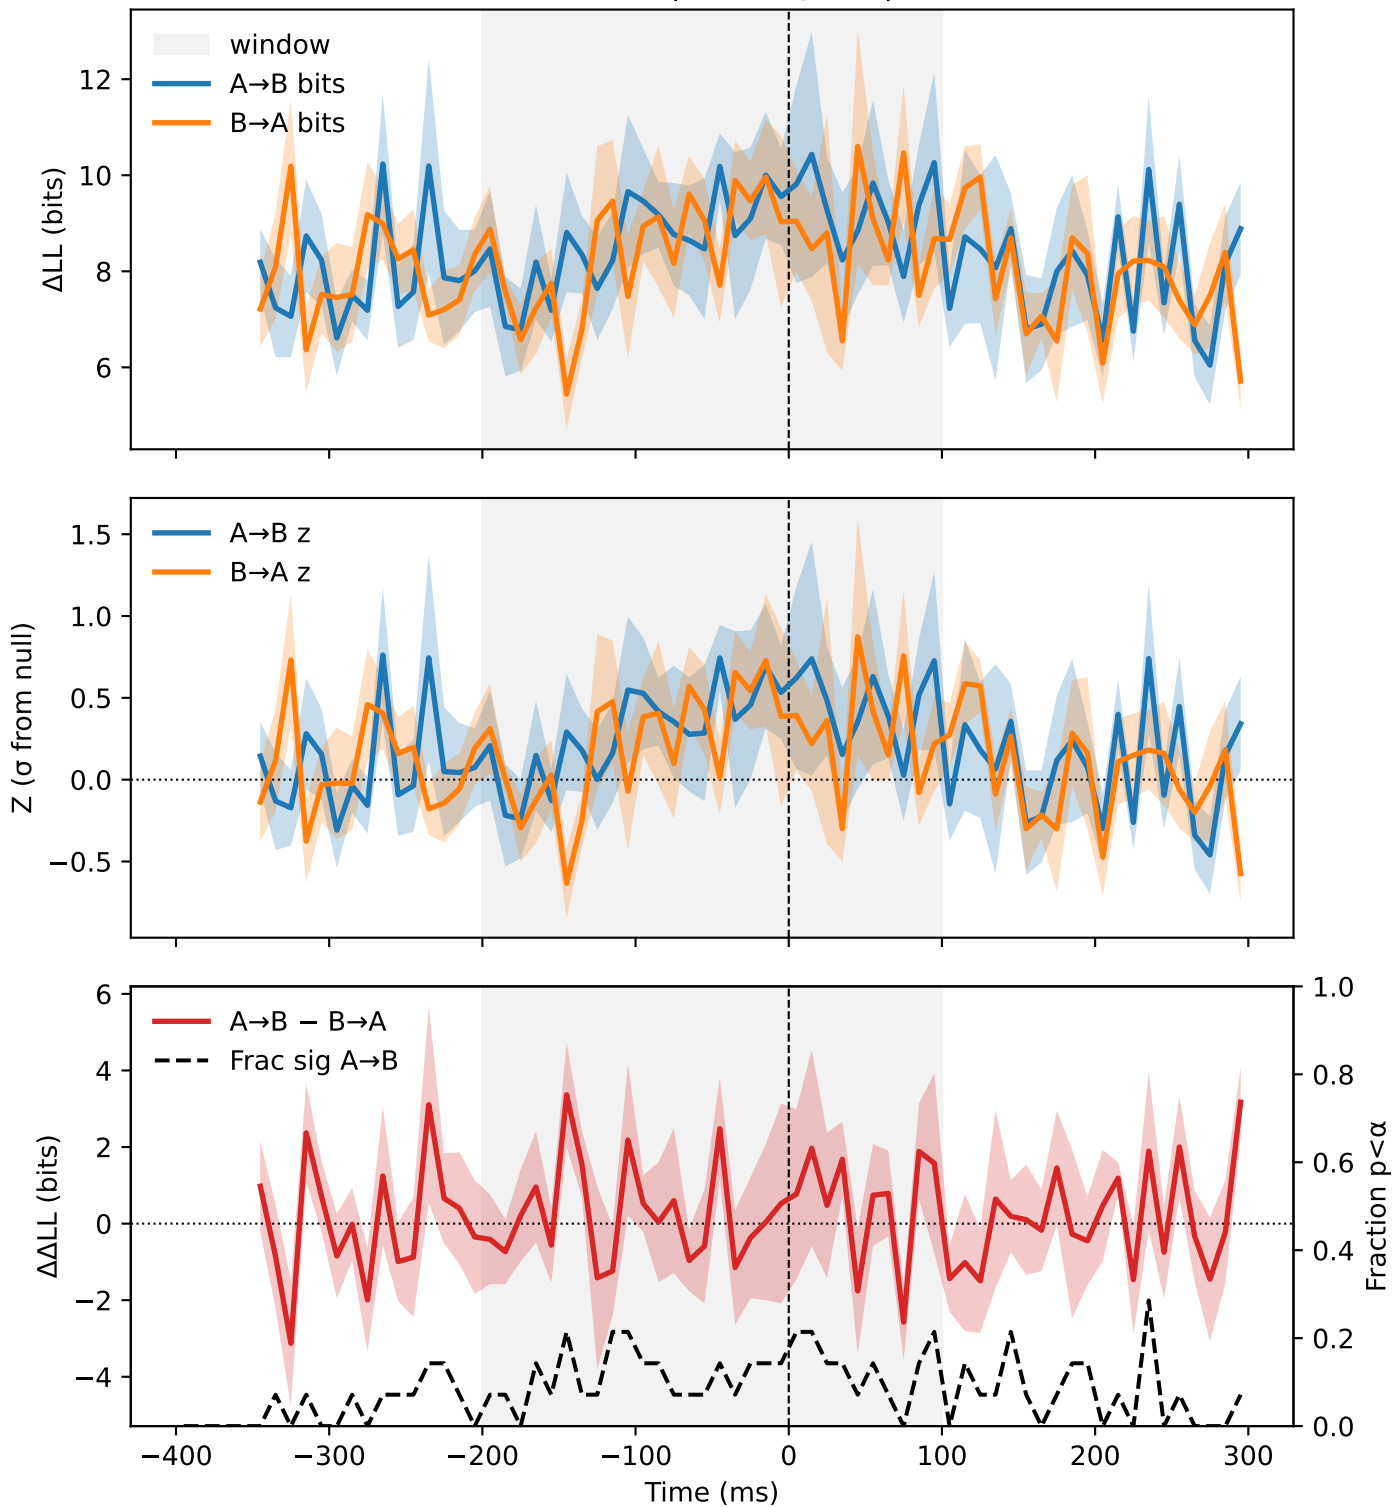 window
A→B bits
B→A bits
12
10
8
6
ΔLL (bits)
A→B z
B→A z
1.5
1.0
0.5
0.0
−0.5
Z (σ from null)
A→B − B→A
Frac sig A→B
6
4
2
0
−2
−4
ΔΔLL (bits)
1.0
0.8
0.6
0.4
0.2
0.0
Fraction p<α
−400 −300 −200 −100 0 100 200 300
Time (ms)